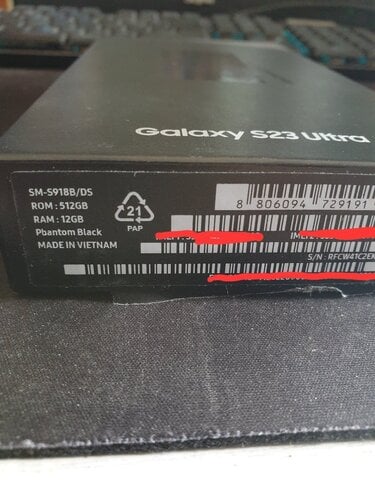 Galaxy S23 Ultra
SM-S918B/DS
ROM : 512GB
RAM : 12GB
Phantom Black
MADE IN VIETNAM
21
PAP
8 806094 729191
S/N : RFCW41C2EK